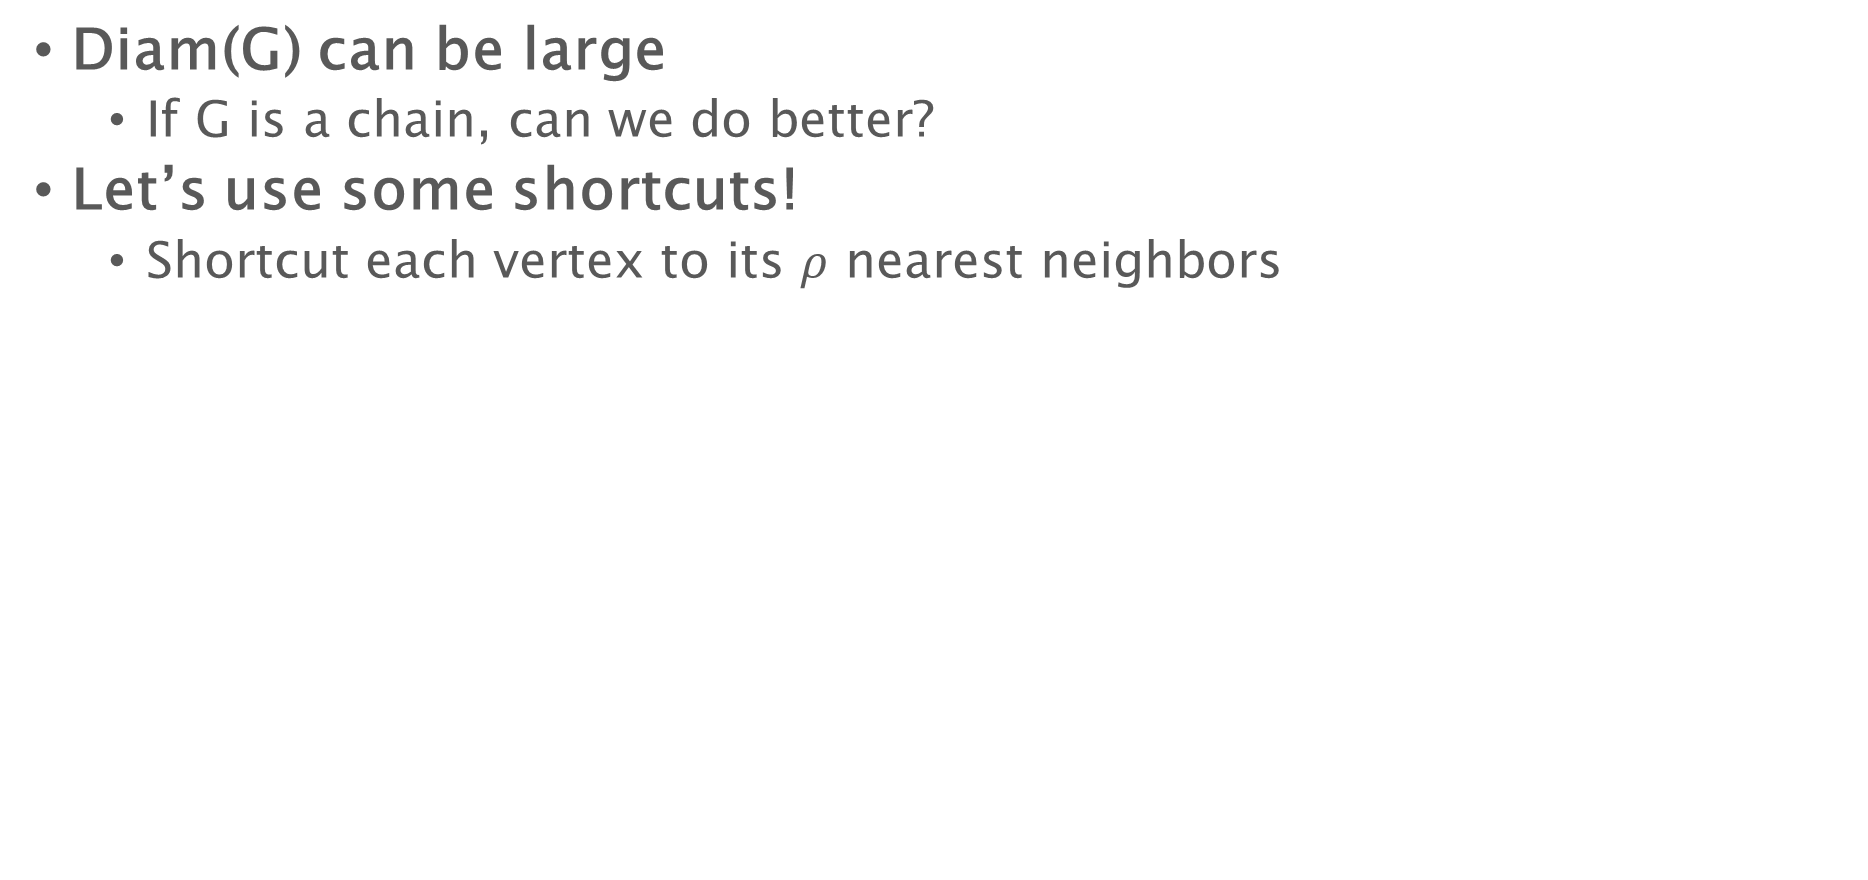 • Diam(G) can be large
• If G is a chain, can we do better?
• Let’s use some shortcuts!
• Shortcut each vertex to its ρ nearest neighbors